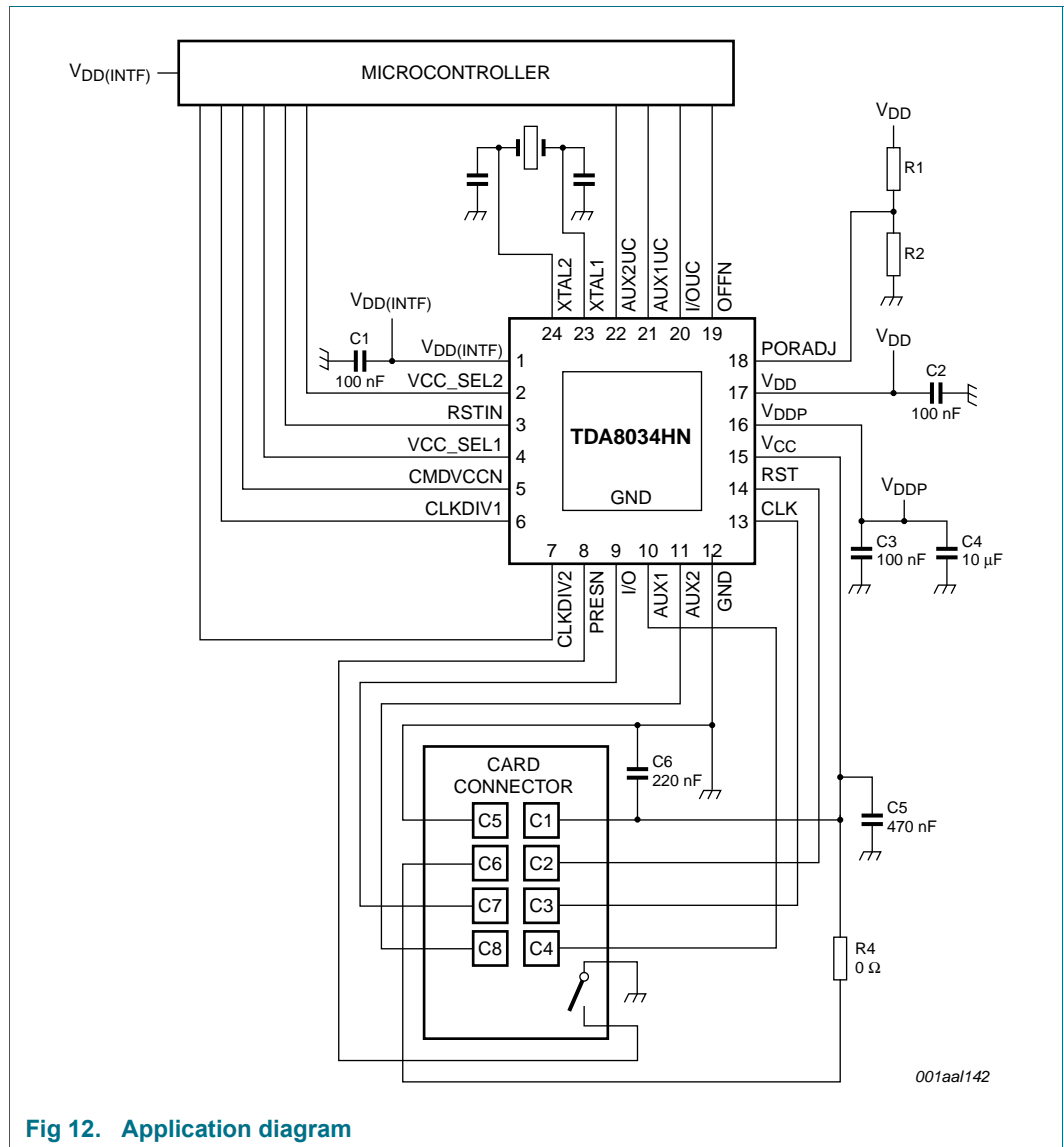 MICROCONTROLLER
VDD(INTF)
VDD
R1
R2
XTAL2
XTAL1
AUX2UC
AUX1UC
I/OUC
OFFN
VDD(INTF)
C1
100 nF
24
23
22
21
20
19
VDD(INTF)
VCC_SEL2
RSTIN
VCC_SEL1
CMDVCCN
CLKDIV1
1
2
3
4
5
6
TDA8034HN
GND
18
17
16
15
14
13
PORADJ
VDD
VDDP
VCC
RST
CLK
VDD
C2
100 nF
VDDP
C3
100 nF
C4
10 μF
7
8
9
10
11
12
CLKDIV2
PRESN
I/O
AUX1
AUX2
GND
CARD
CONNECTOR
C6
220 nF
C5
470 nF
C5
C1
C6
C2
C7
C3
C8
C4
R4
0 Ω
001aal142
Fig 12. Application diagram